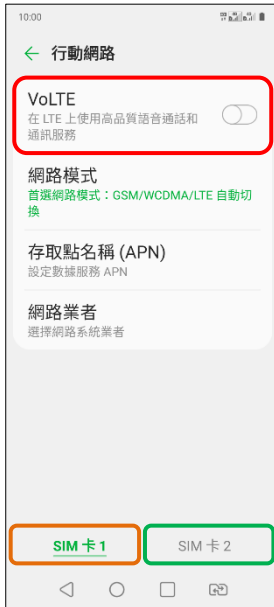 10:00
行動網路
VoLTE
在 LTE 上使用高品質語音通話和
通訊服務
網路模式
首選網路模式：GSM/WCDMA/LTE 自動切
換
存取點名稱 (APN)
設定數據服務 APN
網路業者
選擇網路系統業者
SIM 卡 1
SIM 卡 2